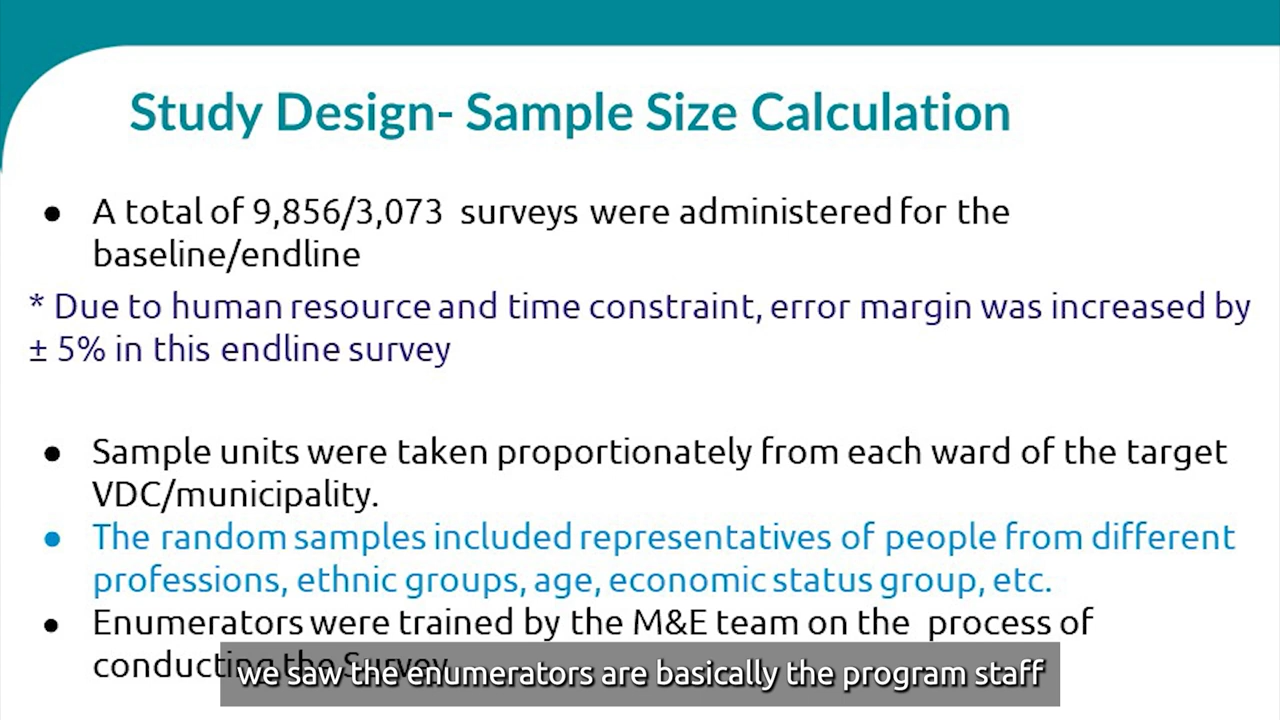 Study Design- Sample Size Calculation
● A total of 9,856/3,073 surveys were administered for the
baseline/endline
* Due to human resource and time constraint, error margin was increased by
± 5% in this endline survey
● Sample units were taken proportionately from each ward of the target
VDC/municipality.
● The random samples included representatives of people from different
professions, ethnic groups, age, economic status group, etc.
● Enumerators were trained by the M&E team on the process of
conducting the Survey
we saw the enumerators are basically the program staff